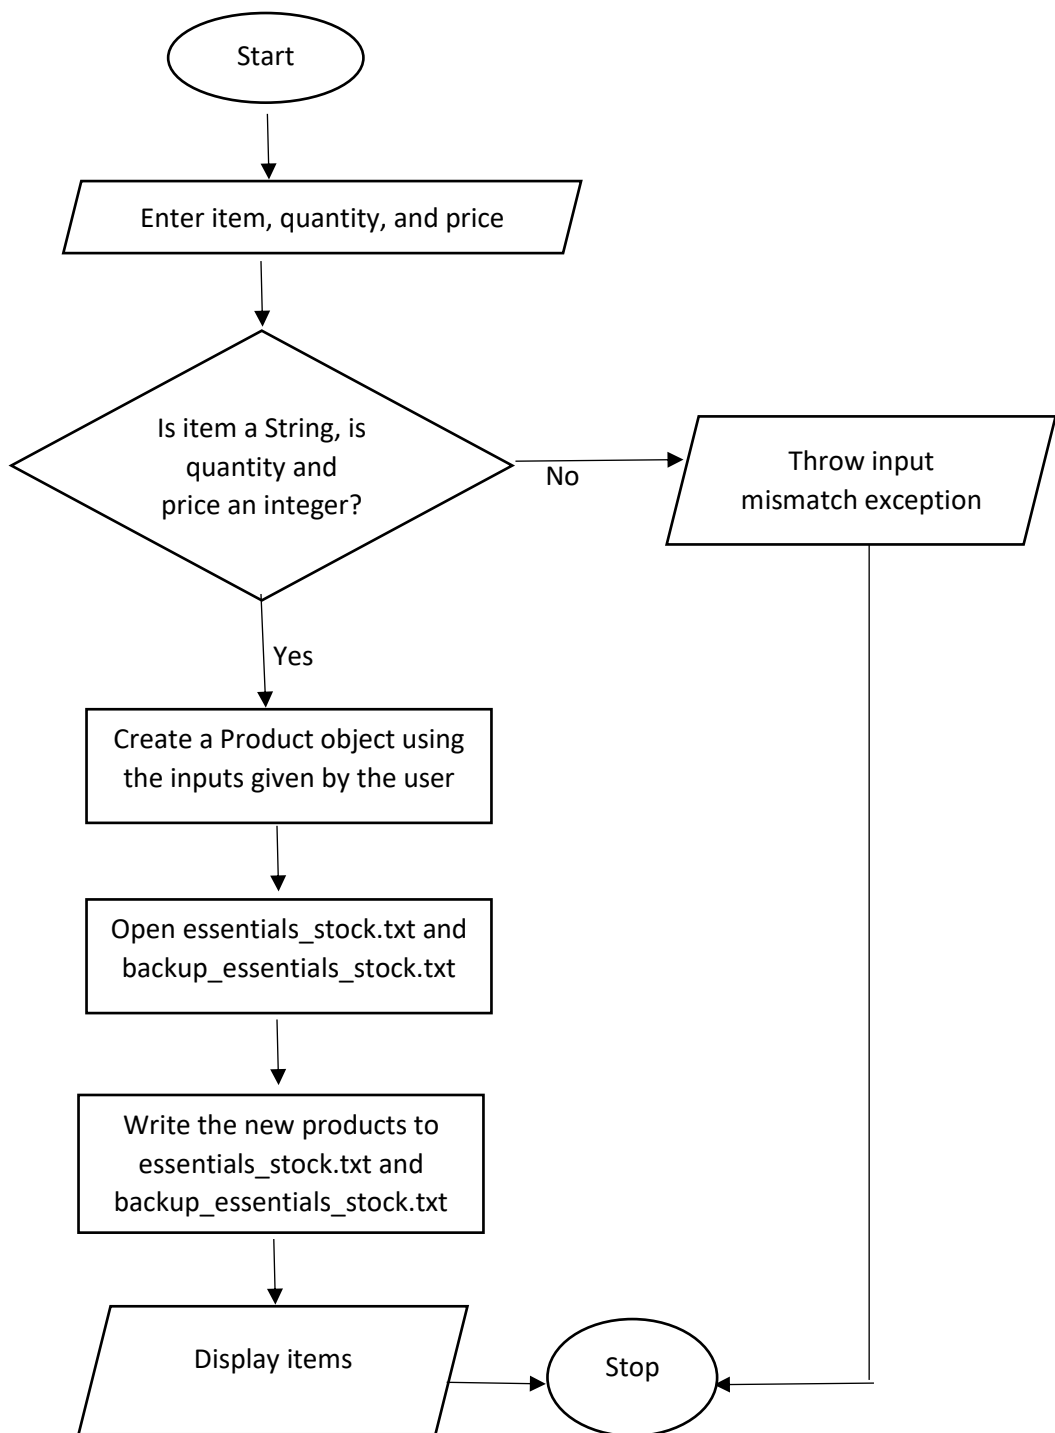 Start
Enter item, quantity, and price
Is item a String, is
quantity and
price an integer?
No
Throw input
mismatch exception
Yes
Create a Product object using
the inputs given by the user
Open essentials_stock.txt and
backup_essentials_stock.txt
Write the new products to
essentials_stock.txt and
backup_essentials_stock.txt
Display items
Stop